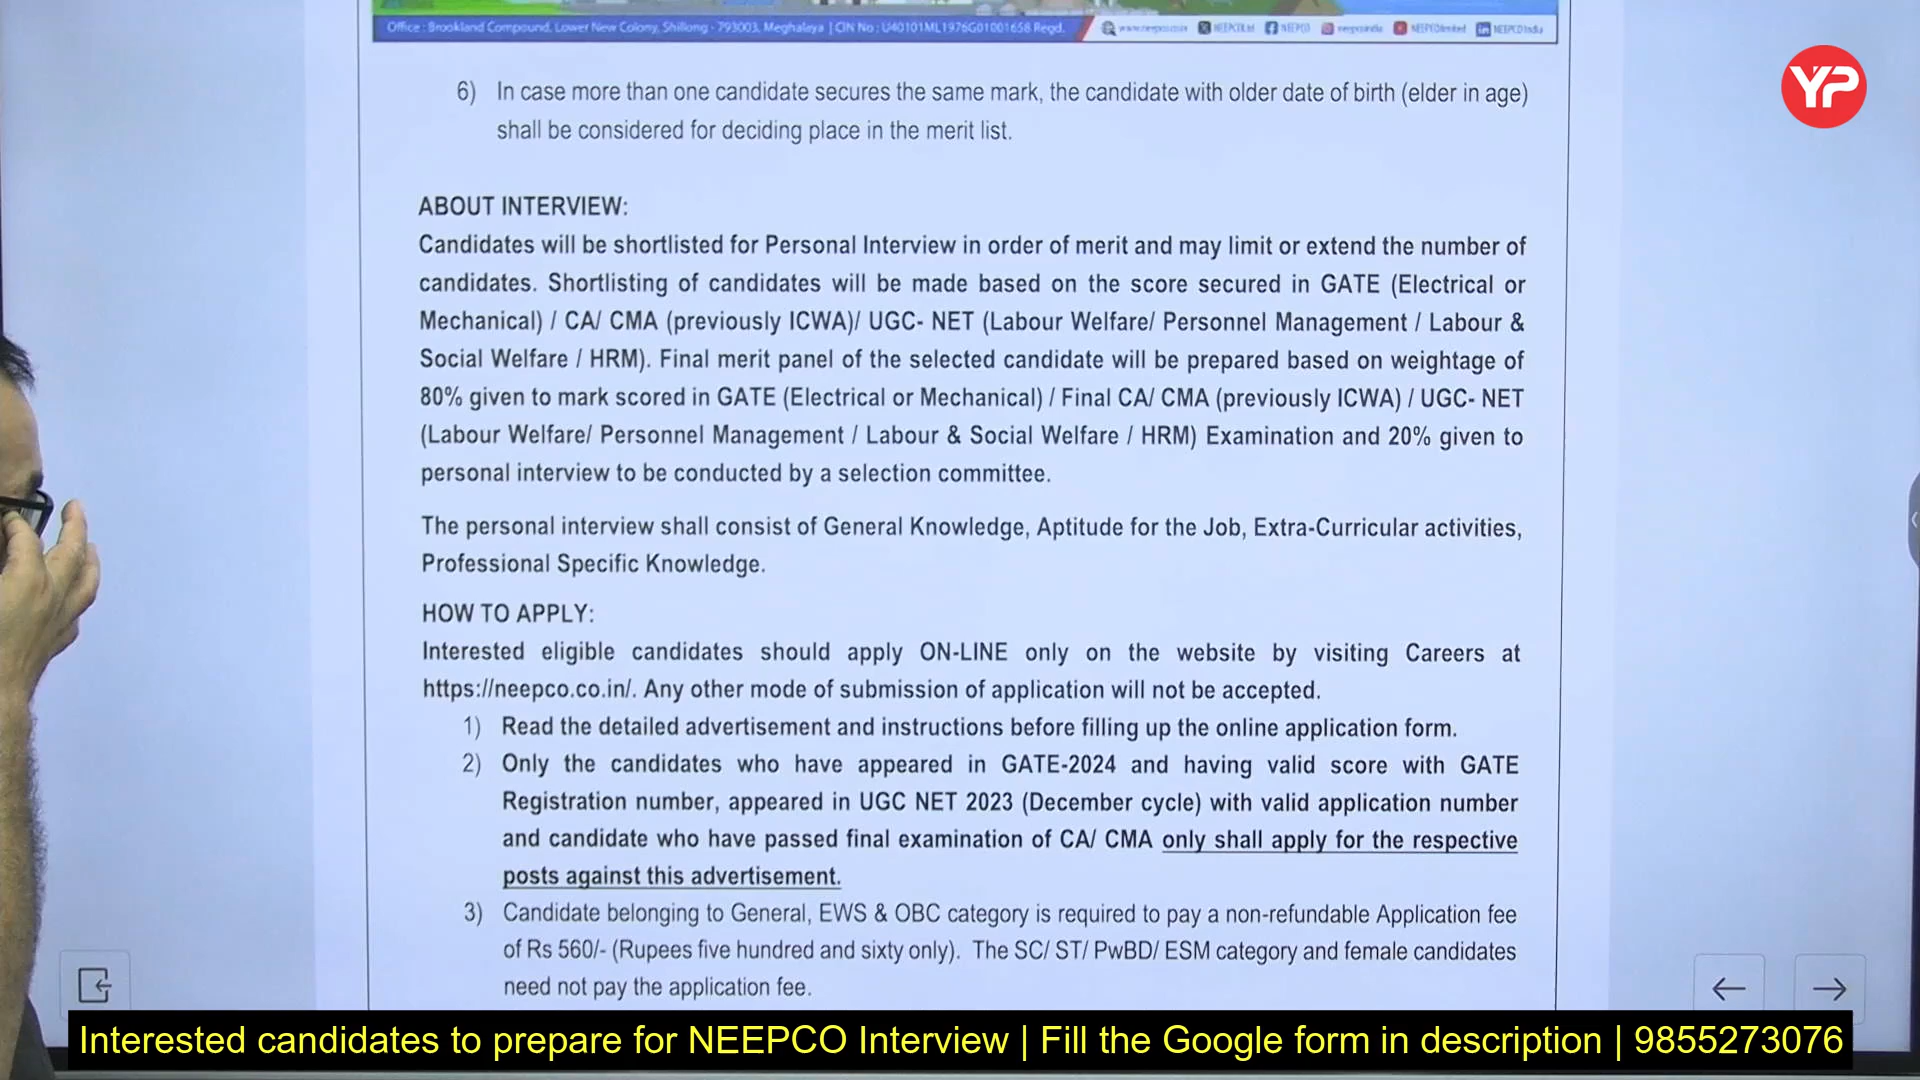 Office : Brookland Compound, Lower New Colony, Shillong - 793003, Meghalaya | CIN No : U40101ML1976GOI001658 Regd.
www.neepco.co.in NEEPCOLtd NEEPCO neepcoindia NEEPCOlimited NEEPCOIndia
YP
6) In case more than one candidate secures the same mark, the candidate with older date of birth (elder in age)
shall be considered for deciding place in the merit list.
ABOUT INTERVIEW:
Candidates will be shortlisted for Personal Interview in order of merit and may limit or extend the number of
candidates. Shortlisting of candidates will be made based on the score secured in GATE (Electrical or
Mechanical) / CA/ CMA (previously ICWA)/ UGC- NET (Labour Welfare/ Personnel Management / Labour &
Social Welfare / HRM). Final merit panel of the selected candidate will be prepared based on weightage of
80% given to mark scored in GATE (Electrical or Mechanical) / Final CA/ CMA (previously ICWA) / UGC- NET
(Labour Welfare/ Personnel Management / Labour & Social Welfare / HRM) Examination and 20% given to
personal interview to be conducted by a selection committee.
The personal interview shall consist of General Knowledge, Aptitude for the Job, Extra-Curricular activities,
Professional Specific Knowledge.
HOW TO APPLY:
Interested eligible candidates should apply ON-LINE only on the website by visiting Careers at
https://neepco.co.in/. Any other mode of submission of application will not be accepted.
1) Read the detailed advertisement and instructions before filling up the online application form.
2) Only the candidates who have appeared in GATE-2024 and having valid score with GATE
Registration number, appeared in UGC NET 2023 (December cycle) with valid application number
and candidate who have passed final examination of CA/ CMA only shall apply for the respective
posts against this advertisement.
3) Candidate belonging to General, EWS & OBC category is required to pay a non-refundable Application fee
of Rs 560/- (Rupees five hundred and sixty only). The SC/ ST/ PwBD/ ESM category and female candidates
need not pay the application fee.
Interested candidates to prepare for NEEPCO Interview | Fill the Google form in description | 9855273076